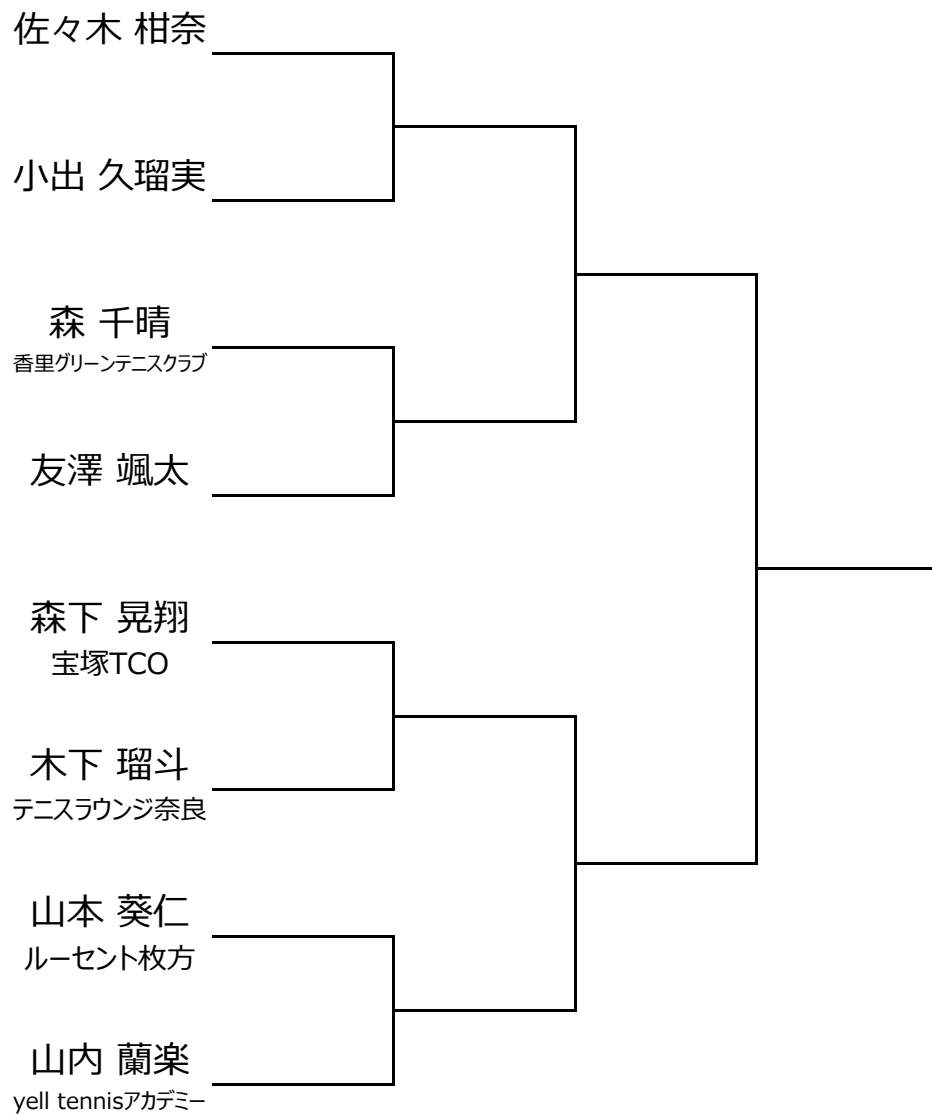 佐々木 柑奈
小出 久瑠実
森 千晴
香里グリーンテニスクラブ
友澤 颯太
森下 晃翔
宝塚TCO
木下 瑠斗
テニスラウンジ奈良
山本 葵仁
ルーセント枚方
山内 蘭楽
yell tennisアカデミー